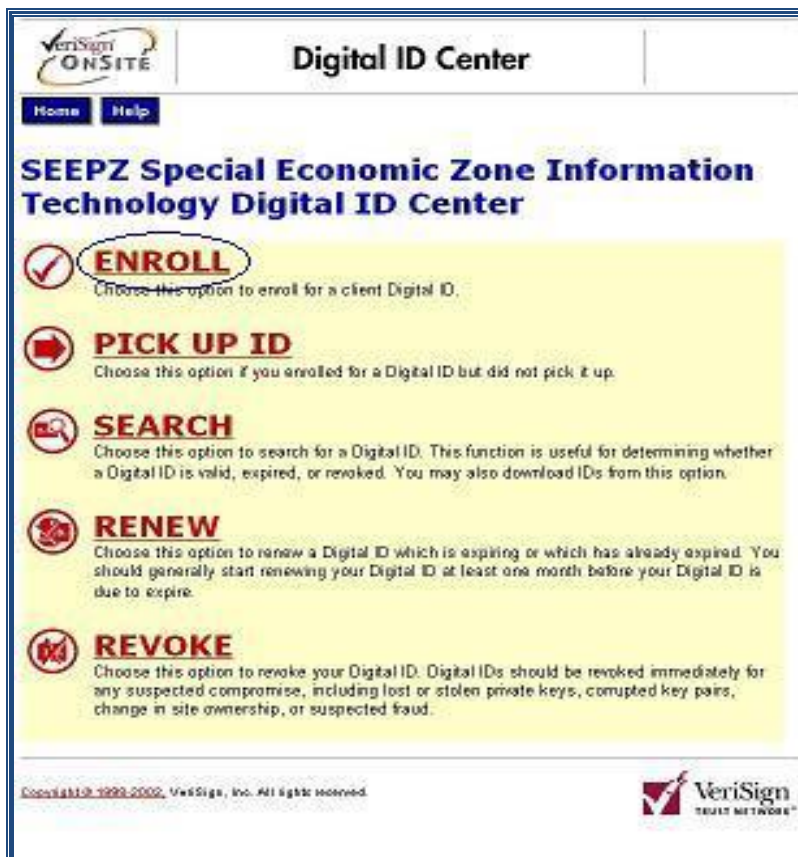 VeriSign
ONSITE
Digital ID Center
Home Help
SEEPZ Special Economic Zone Information
Technology Digital ID Center
ENROLL
Choose this option to enroll for a client Digital ID.
PICK UP ID
Choose this option if you enrolled for a Digital ID but did not pick it up.
SEARCH
Choose this option to search for a Digital ID. This function is useful for determining whether
a Digital ID is valid, expired, or revoked. You may also download IDs from this option.
RENEW
Choose this option to renew a Digital ID which is expiring or which has already expired. You
should generally start renewing your Digital ID at least one month before your Digital ID is
due to expire.
REVOKE
Choose this option to revoke your Digital ID. Digital IDs should be revoked immediately for
any suspected compromise, including lost or stolen private keys, corrupted key pairs,
change in site ownership, or suspected fraud.
Copyright © 1998-2002, VeriSign, Inc. All rights reserved.
VeriSign
TRUST NETWORK